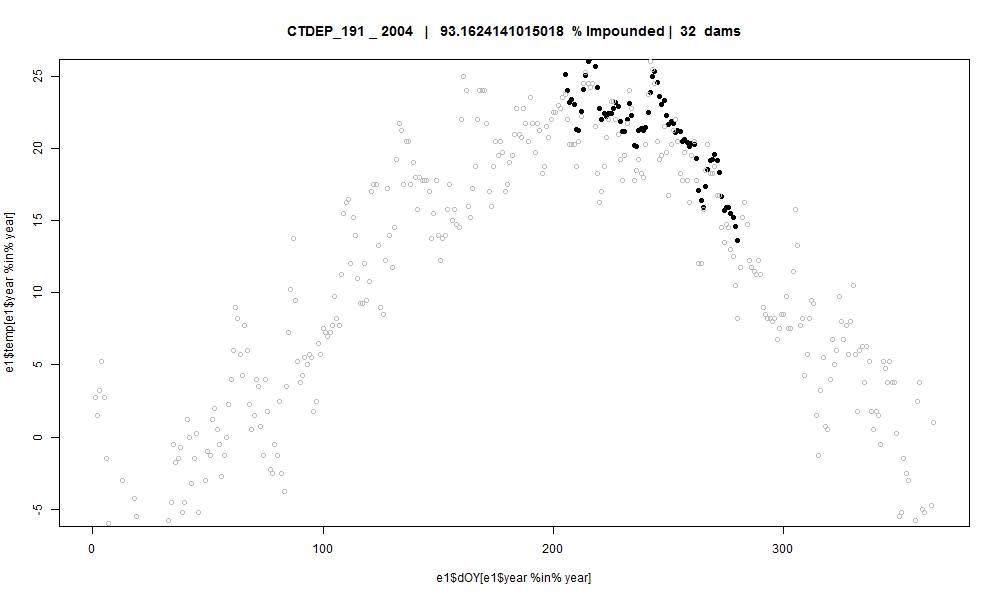 CTDEP_191 _ 2004 | 93.1624141015018 % Impounded | 32 dams
25
20
15
10
5
0
-5
e1$temp[e1$year %in% year]
0 100 200 300
e1$dOY[e1$year %in% year]